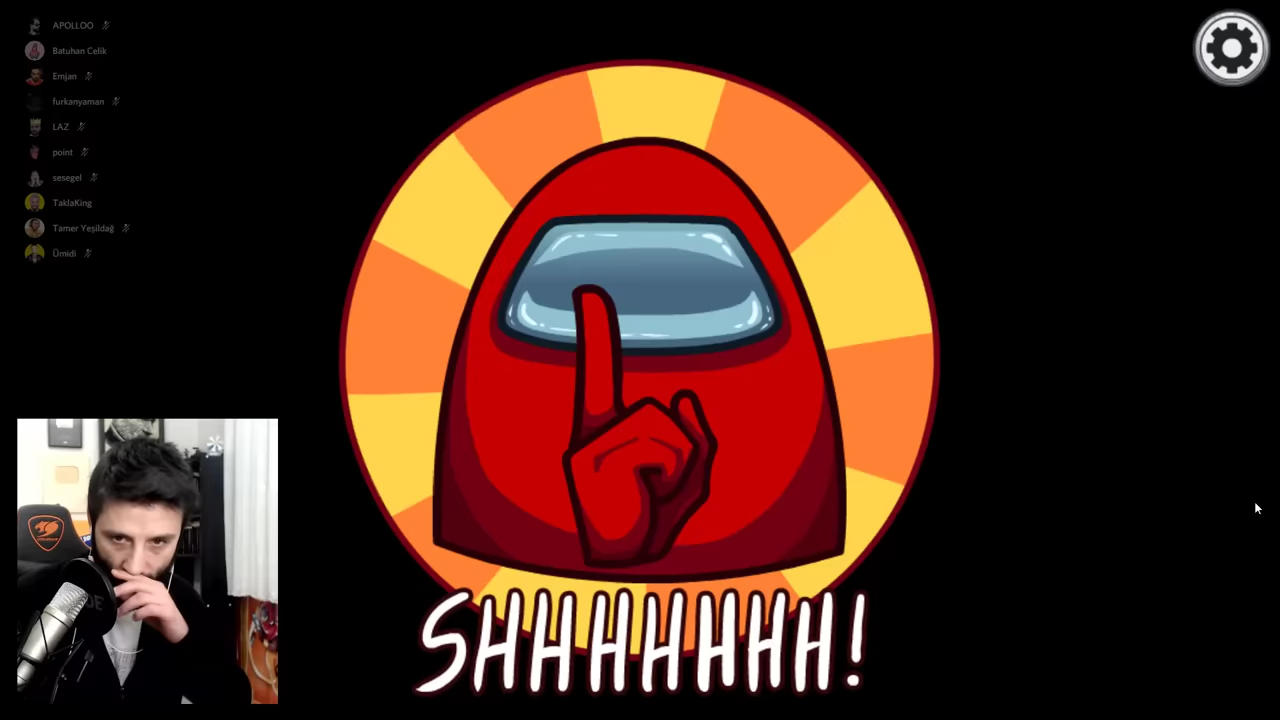 APOLLOO
Batuhan Celik
Emjan
furkanyaman
LAZ
point
sesegel
TaklaKing
Tamer Yeşildağ
Ümidi
SHHHHHHH!